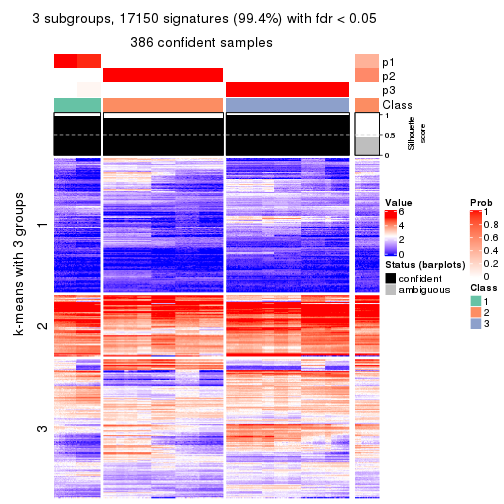 3 subgroups, 17150 signatures (99.4%) with fdr < 0.05
386 confident samples
p1
p2
p3
Class
1
0.5
0
Silhouette
score
k-means with 3 groups
1
2
3
Value
6
4
2
0
Status (barplots)
confident
ambiguous
Prob
1
0.8
0.6
0.4
0.2
0
Class
1
2
3